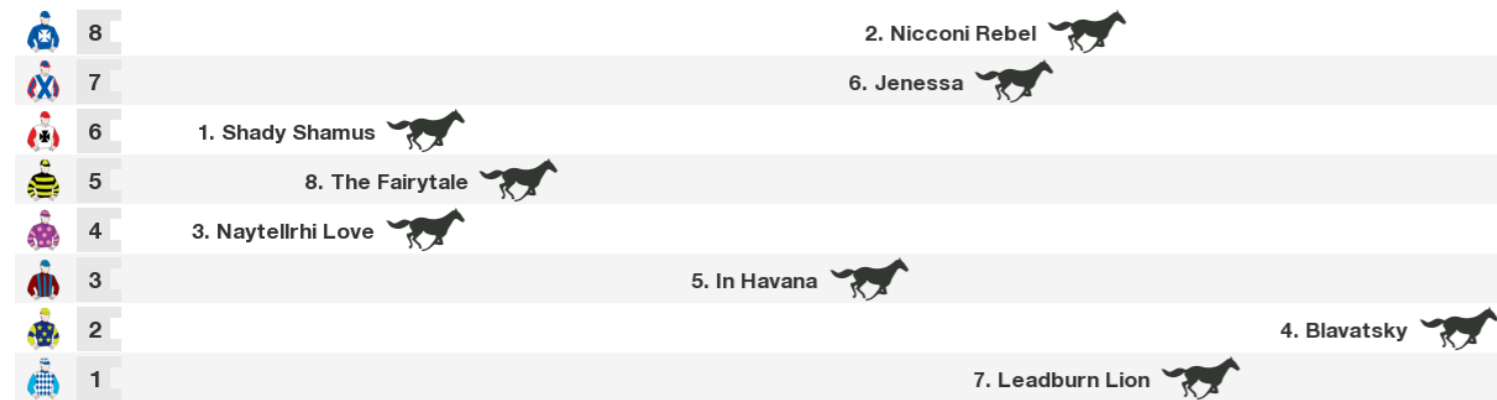 8 2. Nicconi Rebel
7 6. Jenessa
6 1. Shady Shamus
5 8. The Fairytale
4 3. Naytellrhi Love
3 5. In Havana
2 4. Blavatsky
1 7. Leadburn Lion